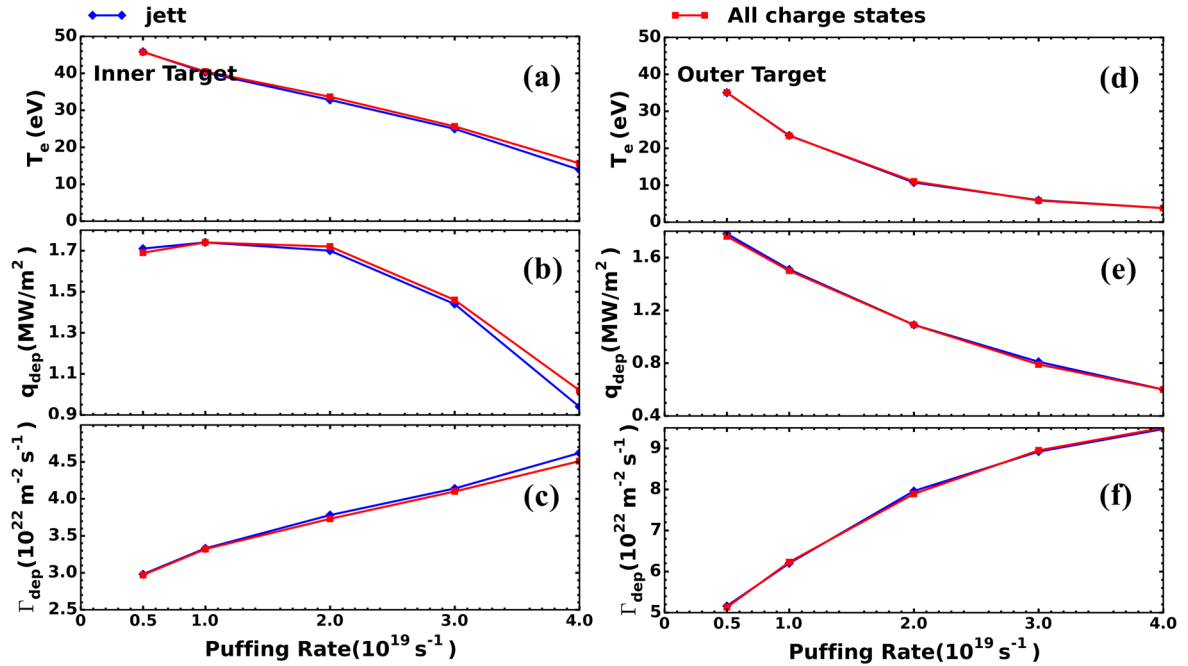 jett
All charge states
50
40
30
20
10
0
T_e(eV)
Inner Target
(a)
50
40
30
20
10
0
T_e(eV)
Outer Target
(d)
1.7
1.5
1.3
1.1
0.9
q_dep(MW/m^2)
(b)
1.6
1.2
0.8
0.4
q_dep(MW/m^2)
(e)
4.5
4.0
3.5
3.0
2.5
Γ_dep(10^22 m^-2 s^-1)
(c)
9
8
7
6
5
Γ_dep(10^22 m^-2 s^-1)
(f)
0 0.5 1.0 2.0 3.0 4.0
Puffing Rate(10^19 s^-1)
0 0.5 1.0 2.0 3.0 4.0
Puffing Rate(10^19 s^-1)